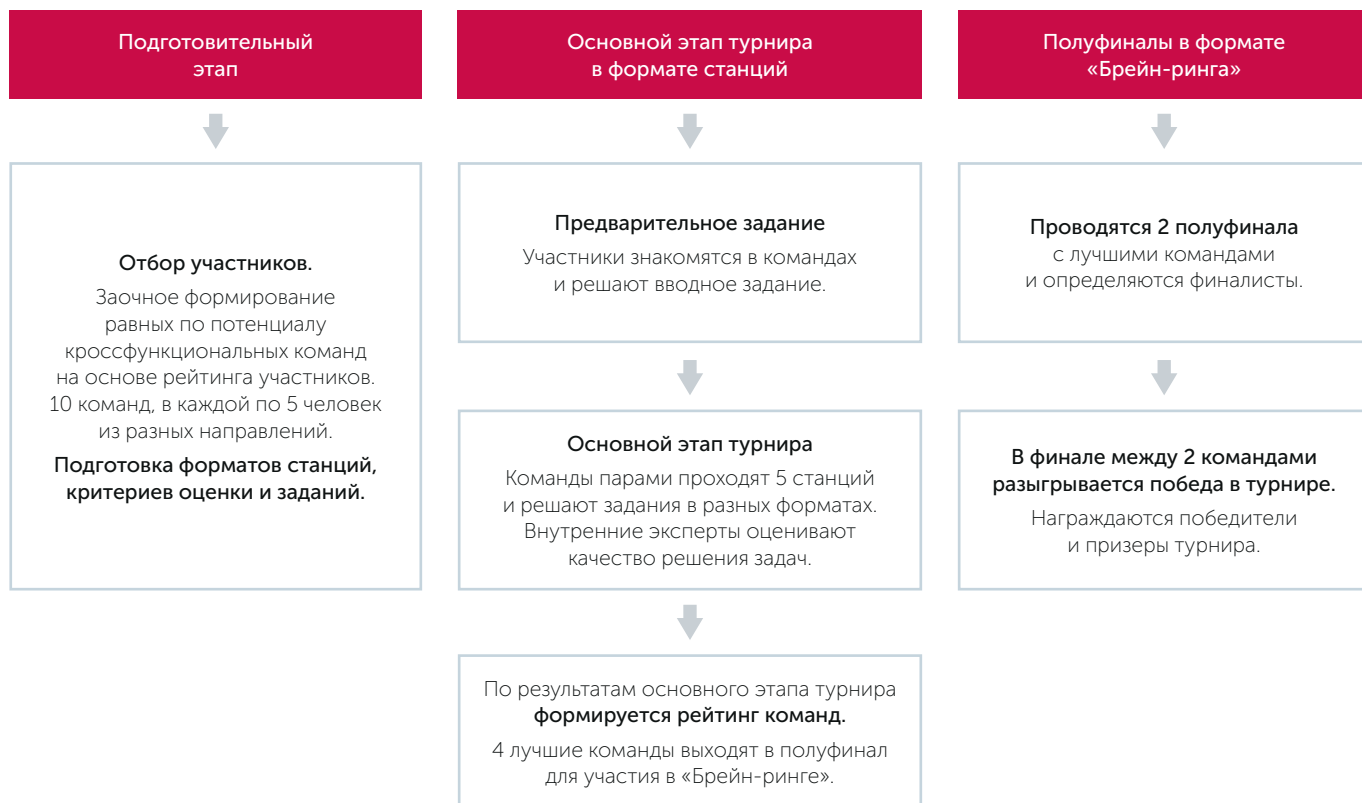 Подготовительный
этап
Отбор участников.
Заочное формирование
равных по потенциалу
кроссфункциональных команд
на основе рейтинга участников.
10 команд, в каждой по 5 человек
из разных направлений.
Подготовка форматов станций,
критериев оценки и заданий.
Основной этап турнира
в формате станций
Предварительное задание
Участники знакомятся в командах
и решают вводное задание.
Основной этап турнира
Команды парами проходят 5 станций
и решают задания в разных форматах.
Внутренние эксперты оценивают
качество решения задач.
По результатам основного этапа турнира
формируется рейтинг команд.
4 лучшие команды выходят в полуфинал
для участия в «Брейн-ринге».
Полуфиналы в формате
«Брейн-ринга»
Проводятся 2 полуфинала
с лучшими командами
и определяются финалисты.
В финале между 2 командами
разыгрывается победа в турнире.
Награждаются победители
и призеры турнира.